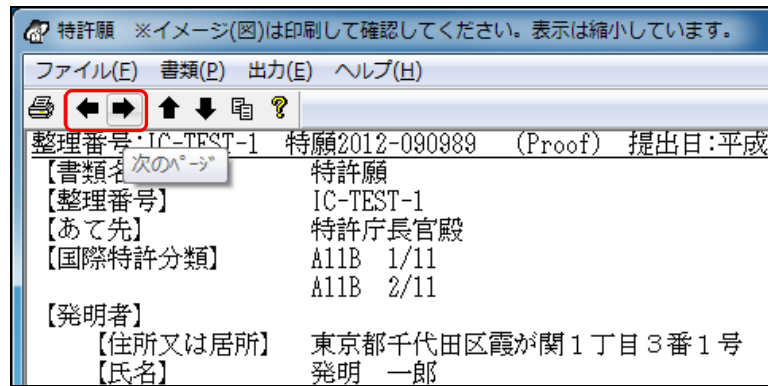 特許願 ※イメージ(図)は印刷して確認してください。表示は縮小しています。
ファイル(F) 書類(P) 出力(E) ヘルプ(H)
整理番号:IC-TEST-1 特願2012-090989 (Proof) 提出日:平成
次のページ
【書類名 特許願
【整理番号】 IC-TEST-1
【あて先】 特許庁長官殿
【国際特許分類】 A11B 1/11
A11B 2/11
【発明者】
【住所又は居所】 東京都千代田区霞が関1丁目3番1号
【氏名】 発明 一郎